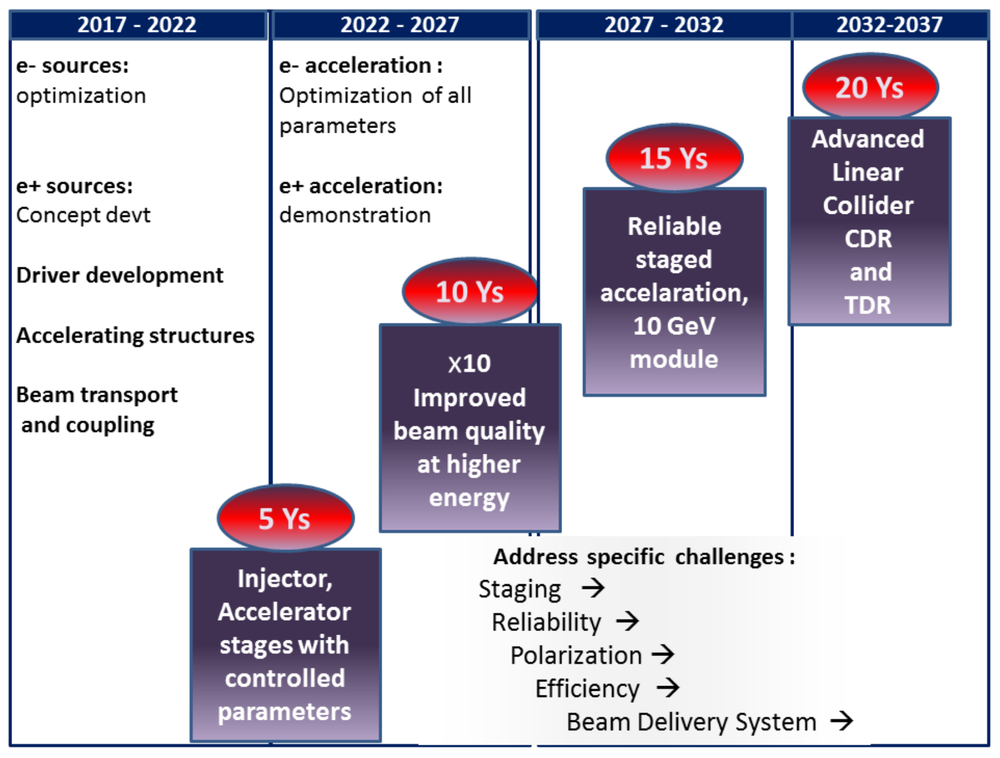 2017 - 2022
2022 - 2027
2027 - 2032
2032-2037
e- sources:
optimization
e+ sources:
Concept devt
Driver development
Accelerating structures
Beam transport
and coupling
e- acceleration :
Optimization of all
parameters
e+ acceleration:
demonstration
5 Ys
Injector,
Accelerator
stages with
controlled
parameters
10 Ys
x10
Improved
beam quality
at higher
energy
15 Ys
Reliable
staged
accelaration,
10 GeV
module
20 Ys
Advanced
Linear
Collider
CDR
and
TDR
Address specific challenges :
Staging →
Reliability →
Polarization →
Efficiency →
Beam Delivery System →